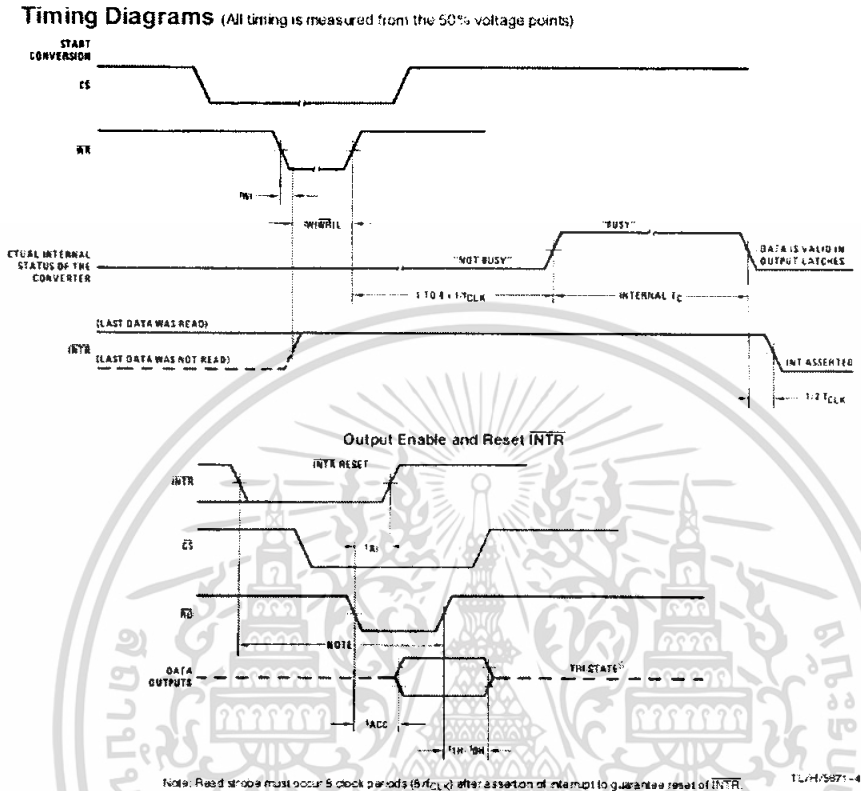 Timing Diagrams (All timing is measured from the 50% voltage points)
START
CONVERSION
CS
WR
tWI
tW(WR)L
"BUSY"
CTUAL INTERNAL
STATUS OF THE
CONVERTER
"NOT BUSY"
DATA IS VALID IN
OUTPUT LATCHES
1 TO 8 x 1/fCLK
INTERNAL TC
(LAST DATA WAS READ)
INTR
(LAST DATA WAS NOT READ)
INT ASSERTED
1/2 TCLK
Output Enable and Reset INTR
INTR
INTR RESET
CS
tRI
RD
NOTE
DATA
OUTPUTS
TRI-STATE®
tACC
t1H, t0H
Note: Read strobe must occur 8 clock periods (8/fCLK) after assertion of interrupt to guarantee reset of INTR.
TL/H/5671-4